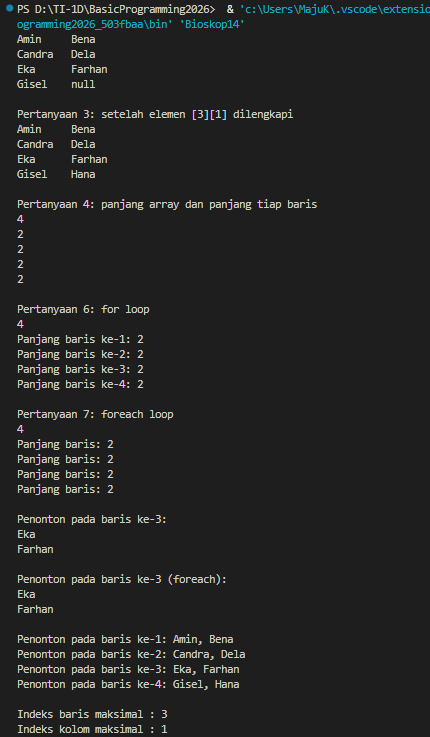 PS D:\TI-1D\BasicProgramming2026>  & 'c:\Users\MajuK\.vscode\extensio
ogramming2026_503fbaa\bin' 'Bioskop14'
Amin    Bena
Candra  Dela
Eka     Farhan
Gisel   null

Pertanyaan 3: setelah elemen [3][1] dilengkapi
Amin    Bena
Candra  Dela
Eka     Farhan
Gisel   Hana

Pertanyaan 4: panjang array dan panjang tiap baris
4
2
2
2
2

Pertanyaan 6: for loop
4
Panjang baris ke-1: 2
Panjang baris ke-2: 2
Panjang baris ke-3: 2
Panjang baris ke-4: 2

Pertanyaan 7: foreach loop
4
Panjang baris: 2
Panjang baris: 2
Panjang baris: 2
Panjang baris: 2

Penonton pada baris ke-3:
Eka
Farhan

Penonton pada baris ke-3 (foreach):
Eka
Farhan

Penonton pada baris ke-1: Amin, Bena
Penonton pada baris ke-2: Candra, Dela
Penonton pada baris ke-3: Eka, Farhan
Penonton pada baris ke-4: Gisel, Hana

Indeks baris maksimal : 3
Indeks kolom maksimal : 1